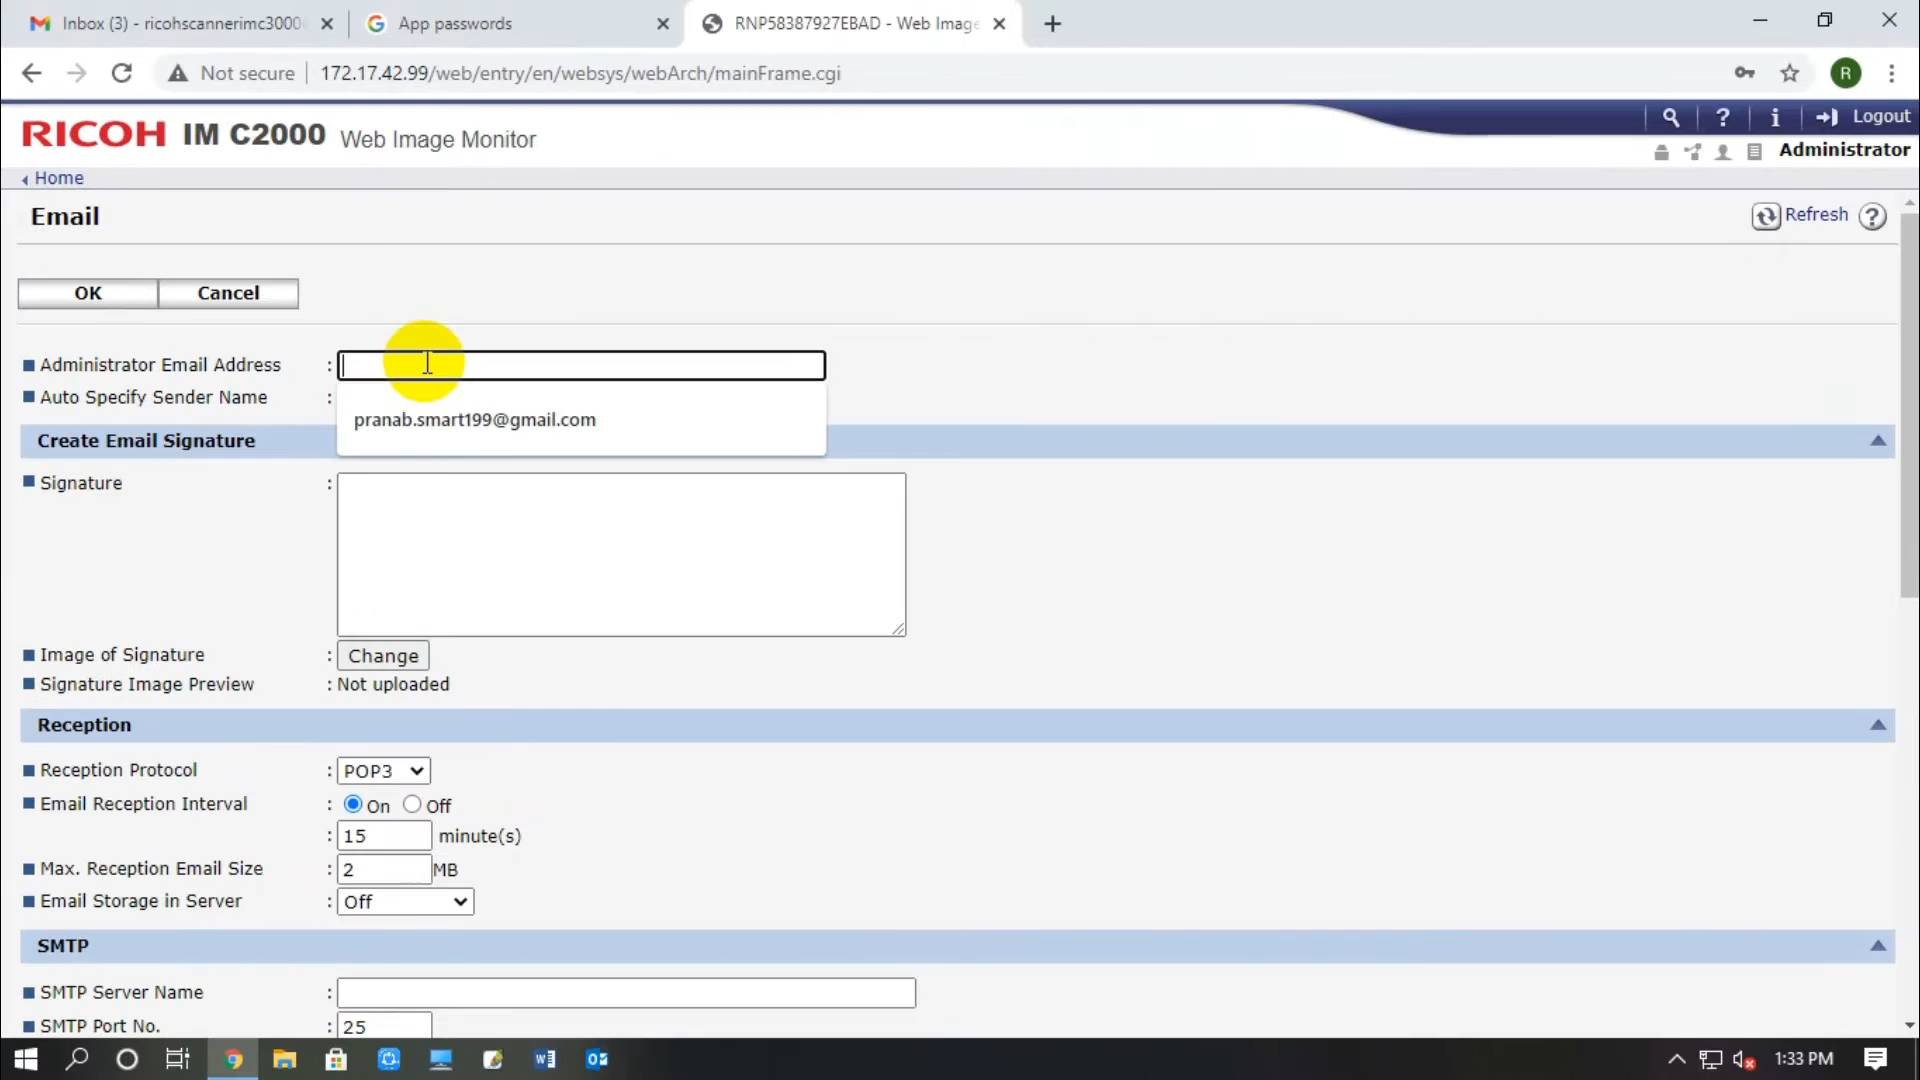 Inbox (3) - ricohscannerimc3000
App passwords
RNP58387927EBAD - Web Image
Not secure
172.17.42.99/web/entry/en/websys/webArch/mainFrame.cgi
R
RICOH IM C2000 Web Image Monitor
? i Logout
Administrator
Home
Email
Refresh ?
OK Cancel
Administrator Email Address :
Auto Specify Sender Name :
pranab.smart199@gmail.com
Create Email Signature
Signature :
Image of Signature : Change
Signature Image Preview : Not uploaded
Reception
Reception Protocol : POP3
Email Reception Interval : On Off
: 15 minute(s)
Max. Reception Email Size : 2 MB
Email Storage in Server : Off
SMTP
SMTP Server Name :
SMTP Port No. : 25
1:33 PM